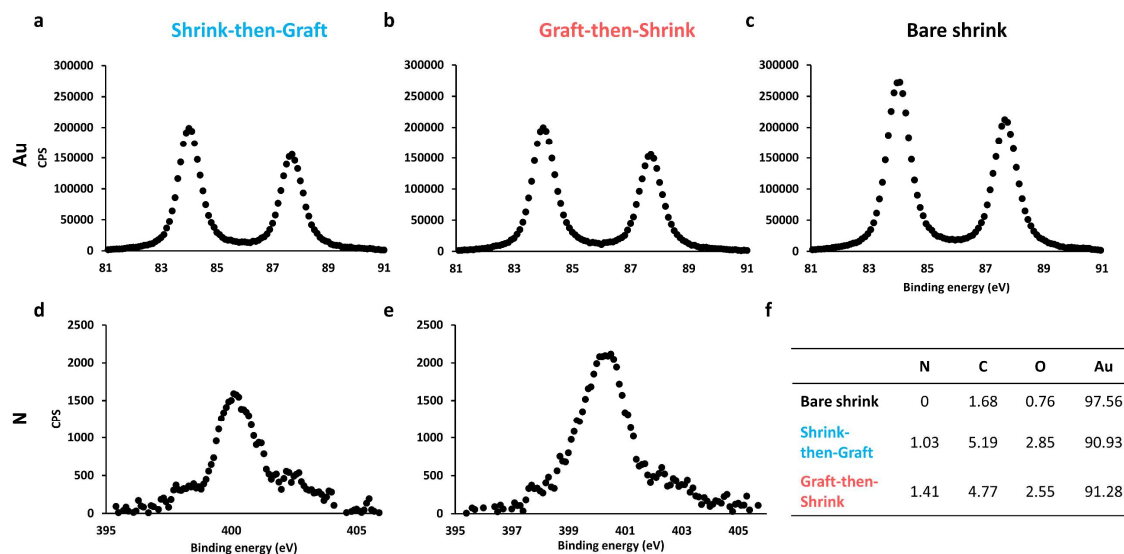 a
Shrink-then-Graft
b
Graft-then-Shrink
c
Bare shrink
Au
CPS
300000
250000
200000
150000
100000
50000
0
81 83 85 87 89 91
300000
250000
200000
150000
100000
50000
0
81 83 85 87 89 91
300000
250000
200000
150000
100000
50000
0
81 83 85 87 89 91
Binding energy (eV)
d
N
CPS
2500
2000
1500
1000
500
0
395 400 405
Binding energy (eV)
e
2500
2000
1500
1000
500
0
395 397 399 401 403 405
Binding energy (eV)
f
N C O Au
Bare shrink 0 1.68 0.76 97.56
Shrink-
then-Graft 1.03 5.19 2.85 90.93
Graft-then-
Shrink 1.41 4.77 2.55 91.28